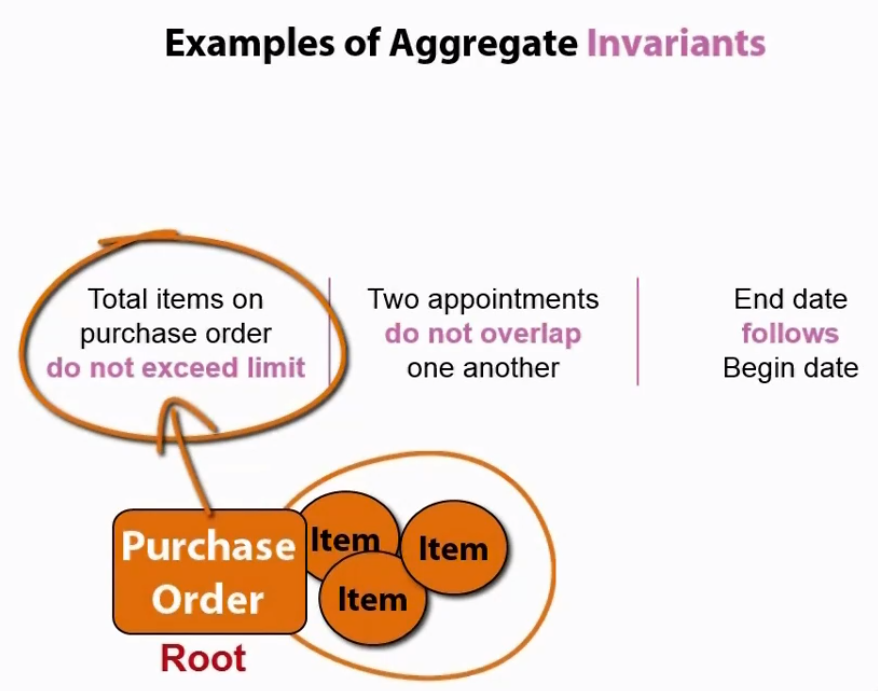 Examples of Aggregate Invariants
Total items on
purchase order
do not exceed limit
Two appointments
do not overlap
one another
End date
follows
Begin date
Purchase
Order
Root
Item
Item
Item